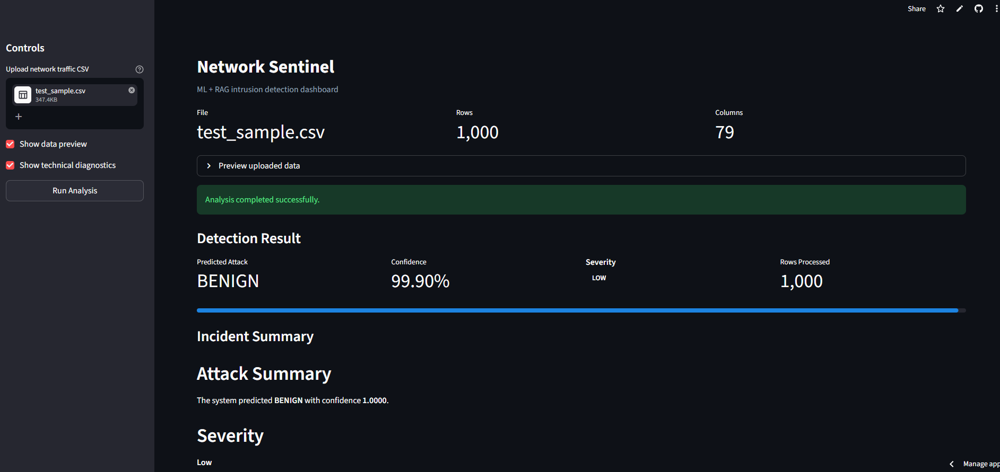 Share
Controls
Upload network traffic CSV
test_sample.csv
347.4KB
Show data preview
Show technical diagnostics
Run Analysis
Network Sentinel
ML + RAG intrusion detection dashboard
File Rows Columns
test_sample.csv 1,000 79
Preview uploaded data
Analysis completed successfully.
Detection Result
Predicted Attack Confidence Severity Rows Processed
BENIGN 99.90% LOW 1,000
Incident Summary
Attack Summary
The system predicted BENIGN with confidence 1.0000.
Severity
Low
Manage app